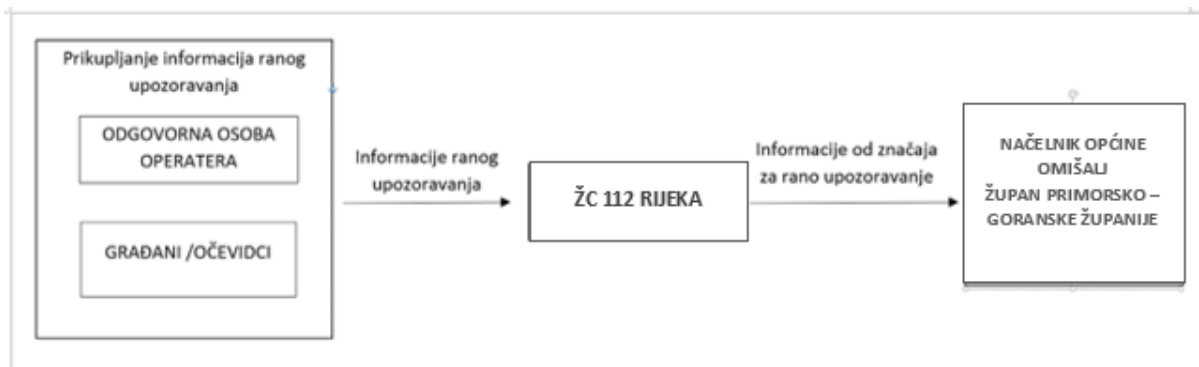 Prikupljanje informacija ranog
upozoravanja
ODGOVORNA OSOBA
OPERATERA
GRAĐANI /OČEVIDCI
Informacije ranog
upozoravanja
ŽC 112 RIJEKA
Informacije od značaja
za rano upozoravanje
NAČELNIK OPĆINE
OMIŠALJ
ŽUPAN PRIMORSKO –
GORANSKE ŽUPANIJE